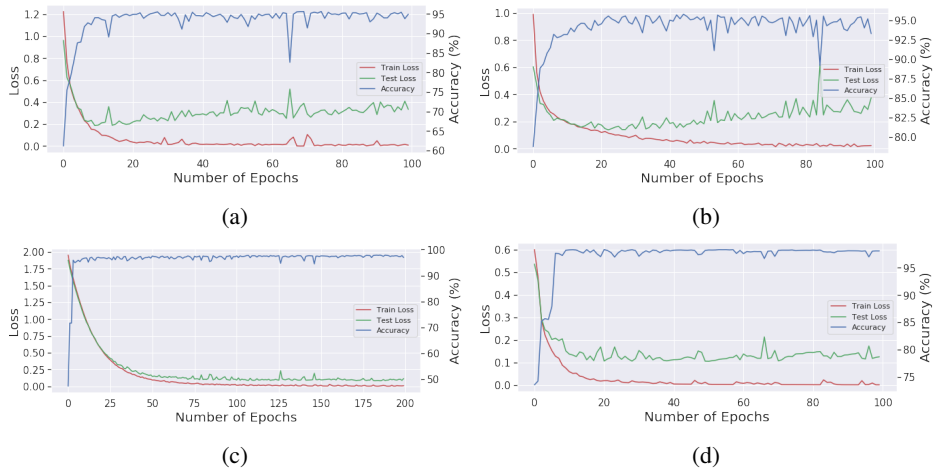 1.2
1.0
0.8
0.6
0.4
0.2
0.0
Loss
0 20 40 60 80 100
Number of Epochs
95
90
85
80
75
70
65
60
Accuracy (%)
Train Loss
Test Loss
Accuracy
(a)
1.0
0.8
0.6
0.4
0.2
0.0
Loss
0 20 40 60 80 100
Number of Epochs
95.0
92.5
90.0
87.5
85.0
82.5
80.0
Accuracy (%)
Train Loss
Test Loss
Accuracy
(b)
2.00
1.75
1.50
1.25
1.00
0.75
0.50
0.25
0.00
Loss
0 25 50 75 100 125 150 175 200
Number of Epochs
100
90
80
70
60
50
Accuracy (%)
Train Loss
Test Loss
Accuracy
(c)
0.6
0.5
0.4
0.3
0.2
0.1
0.0
Loss
0 20 40 60 80 100
Number of Epochs
95
90
85
80
75
Accuracy (%)
Train Loss
Test Loss
Accuracy
(d)